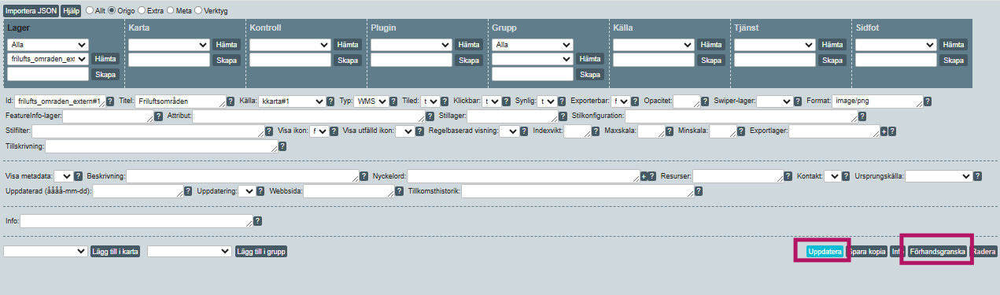 Importera JSON Hjälp Allt Origo Extra Meta Verktyg
Lager Karta Kontroll Plugin Grupp Källa Tjänst Sidfot
Alla Hämta Hämta Hämta Alla Hämta Hämta Hämta
frilufts_omraden_ext Hämta Skapa Skapa Skapa Hämta Skapa Skapa Skapa
Skapa Skapa
Id: frilufts_omraden_extern#1 ? Titel: Friluftsområden ? Källa: kkarta#1 ? Typ: WMS ? Tiled: t ? Klickbar: t ? Synlig: t ? Exporterbar: f ? Opacitet: ? Swiper-lager: ? Format: image/png ?
FeatureInfo-lager: ? Attribut: ? Stillager: ? Stilkonfiguration: ?
Stilfilter: ? Visa ikon: f ? Visa utfälld ikon: ? Regelbaserad visning: ? Indexvikt: ? Maxskala: ? Minskala: ? Exportlager: + ?
Tillskrivning: ?
Visa metadata: ? Beskrivning: ? Nyckelord: + ? Resurser: ? Kontakt: ? Ursprungskälla: ?
Uppdaterad (åååå-mm-dd): ? Uppdatering: ? Webbsida: ? Tillkomsthistorik: ?
Info: ?
Lägg till i karta Lägg till i grupp Uppdatera Spara kopia Info Förhandsgranska Radera